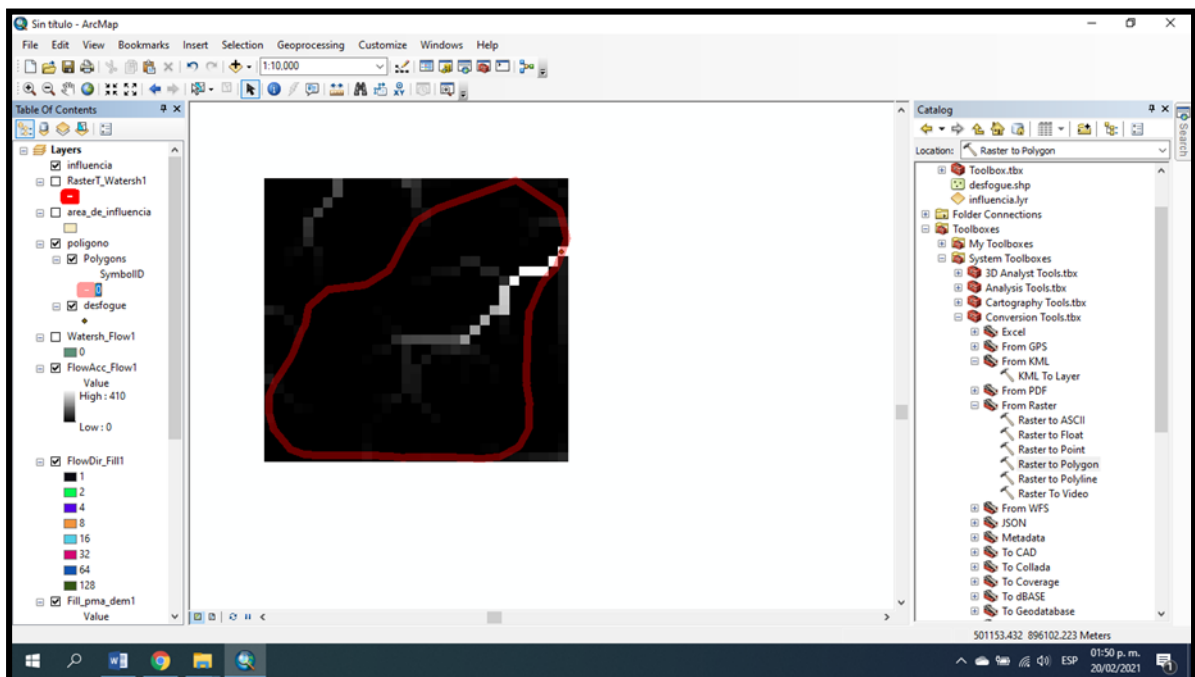 Sin título - ArcMap
File Edit View Bookmarks Insert Selection Geoprocessing Customize Windows Help
1:10,000
Table Of Contents
Layers
influencia
RasterT_Watersh1
area_de_influencia
poligono
Polygons
SymbolID
0
desfogue
Watersh_Flow1
0
FlowAcc_Flow1
Value
High : 410
Low : 0
FlowDir_Fill1
1
2
4
8
16
32
64
128
Fill_pma_dem1
Value
Catalog
Location: Raster to Polygon
Toolbox.tbx
desfogue.shp
influencia.lyr
Folder Connections
Toolboxes
My Toolboxes
System Toolboxes
3D Analyst Tools.tbx
Analysis Tools.tbx
Cartography Tools.tbx
Conversion Tools.tbx
Excel
From GPS
From KML
KML To Layer
From PDF
From Raster
Raster to ASCII
Raster to Float
Raster to Point
Raster to Polygon
Raster to Polyline
Raster To Video
From WFS
JSON
Metadata
To CAD
To Collada
To Coverage
To dBASE
To Geodatabase
Search
501153.432 896102.223 Meters
ESP
01:50 p. m.
20/02/2021